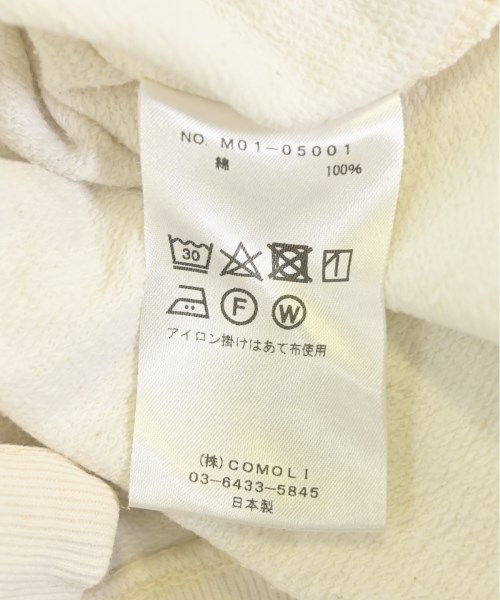 NO. M01-05001
綿 100%
30
F W
アイロン掛けはあて布使用
(株)COMOLI
03-6433-5845
日本製